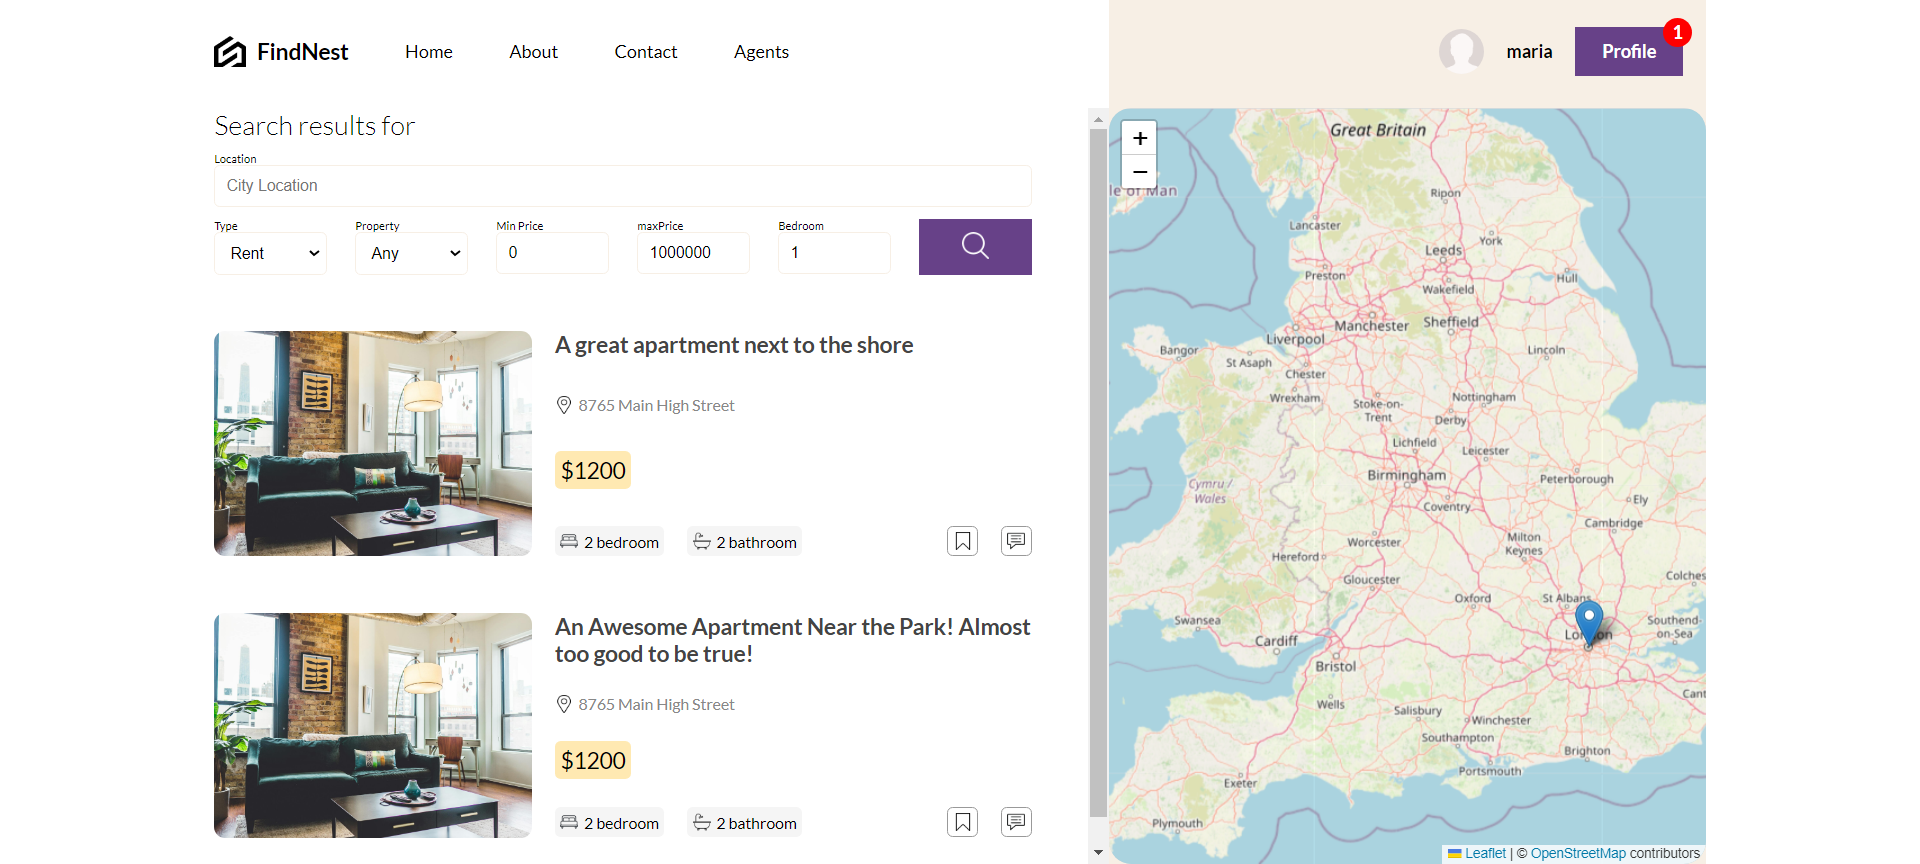 FindNest
Home
About
Contact
Agents
maria
Profile
1
Search results for
Location
City Location
Type
Property
Min Price
maxPrice
Bedroom
Rent
Any
0
1000000
1
A great apartment next to the shore
8765 Main High Street
$1200
2 bedroom
2 bathroom
An Awesome Apartment Near the Park! Almost
too good to be true!
8765 Main High Street
$1200
2 bedroom
2 bathroom
+
−
Great Britain
le of Man
Ripon
Lancaster
York
Leeds
Preston
Hull
Wakefield
Manchester
Sheffield
Liverpool
Bangor
St Asaph
Lincoln
Chester
Wrexham
Stoke-on-
Trent
Nottingham
Derby
Lichfield
Leicester
Birmingham
Peterborough
Cymru /
Wales
Ely
Coventry
Cambridge
Worcester
Milton
Keynes
Hereford
Gloucester
Colches
Oxford
St Albans
Swansea
Southend-
on-Sea
Cardiff
London
Bristol
Cant
Wells
Salisbury
Winchester
Southampton
Brighton
Portsmouth
Exeter
Plymouth
Leaflet | © OpenStreetMap contributors